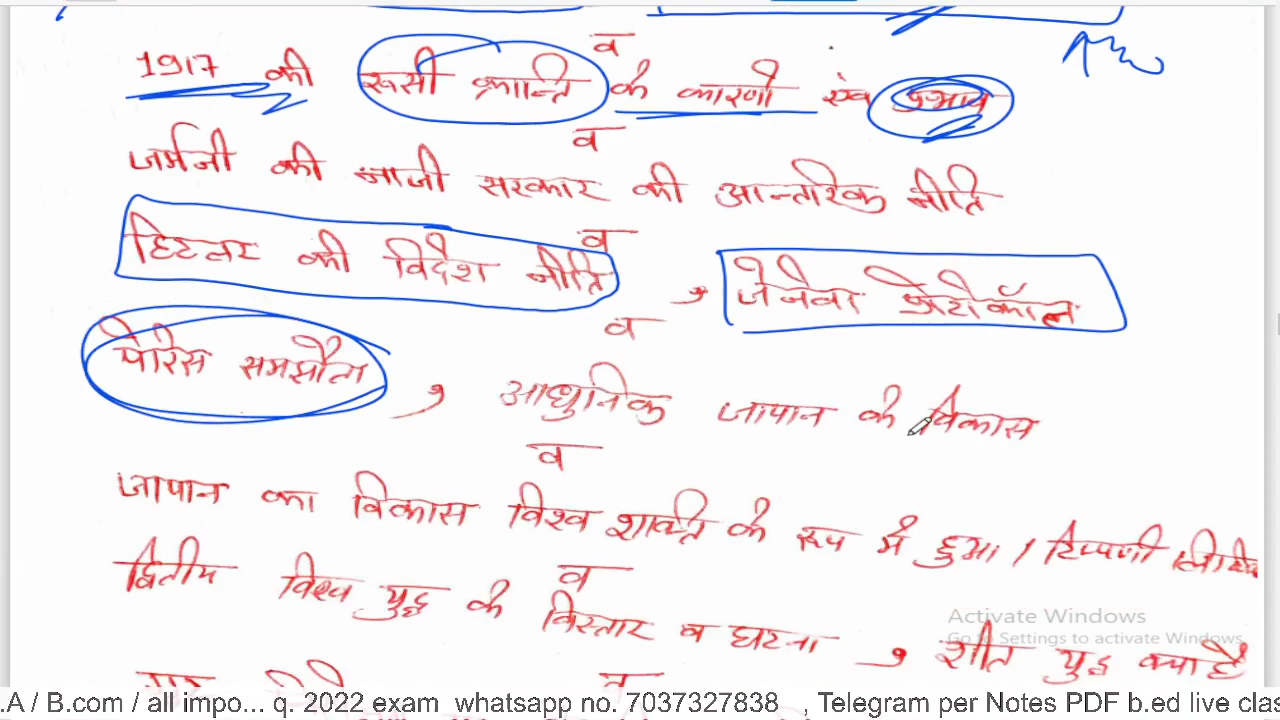 व
1917 की रूसी क्रान्ति के कारणों एंव प्रभाव
व
जर्मनी की नाजी सरकार की आन्तरिक नीति
व
हिटलर की विदेश नीति , जेनेवा प्रोटोकॉल
व
पेरिस समझौता , आधुनिक जापान के विकास
व
जापान का विकास विश्व शक्ति के रूप में हुआ / टिप्पणी लिखिए
व
द्वितीय विश्व युद्ध के विस्तार व घटना , शीत युद्ध क्या है
Activate Windows
Go to Settings to activate Windows.
व
.A / B.com / all impo... q. 2022 exam whatsapp no. 7037327838 , Telegram per Notes PDF b.ed live clas